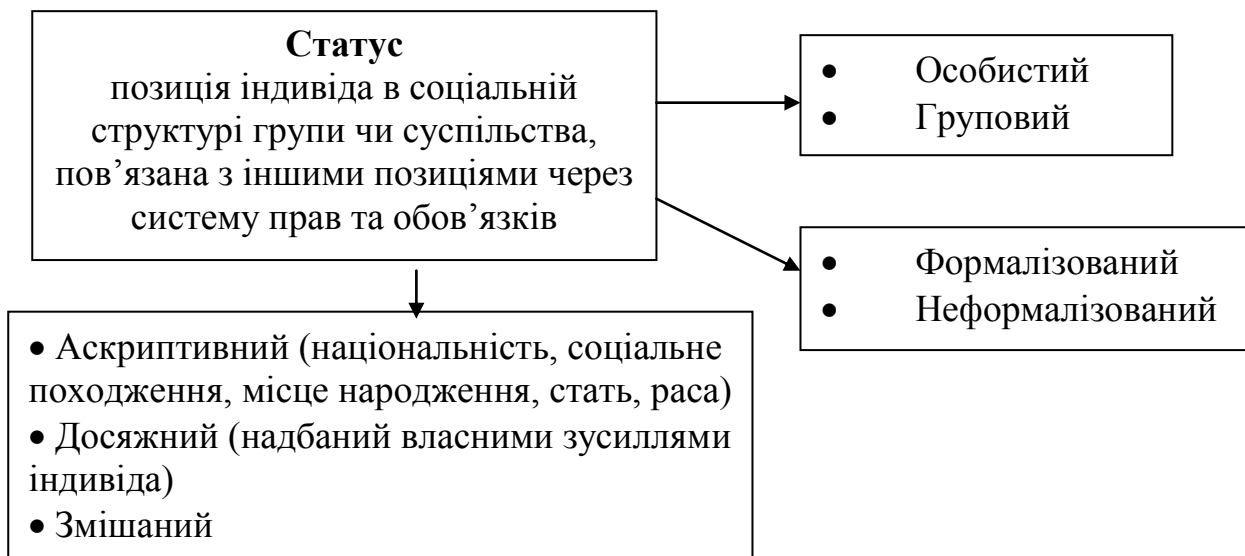 Статус
позиція індивіда в соціальній
структурі групи чи суспільства,
пов’язана з іншими позиціями через
систему прав та обов’язків
• Особистий
• Груповий
• Формалізований
• Неформалізований
• Аскриптивний (національність, соціальне
походження, місце народження, стать, раса)
• Досяжний (надбаний власними зусиллями
індивіда)
• Змішаний